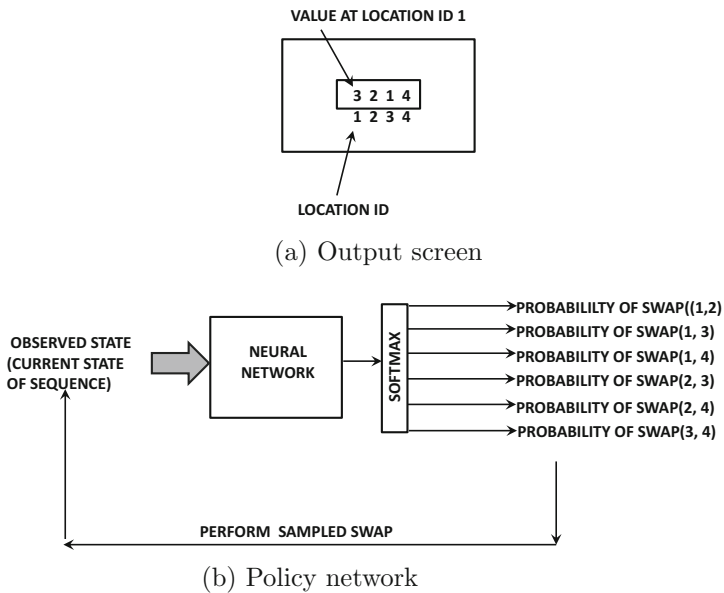 VALUE AT LOCATION ID 1
3 2 1 4
1 2 3 4
LOCATION ID
(a) Output screen
OBSERVED STATE
(CURRENT STATE
OF SEQUENCE)
NEURAL
NETWORK
SOFTMAX
PROBABILILTY OF SWAP((1,2)
PROBABILITY OF SWAP(1, 3)
PROBABILITY OF SWAP(1, 4)
PROBABILITY OF SWAP(2, 3)
PROBABILITY OF SWAP(2, 4)
PROBABILITY OF SWAP(3, 4)
PERFORM SAMPLED SWAP
(b) Policy network